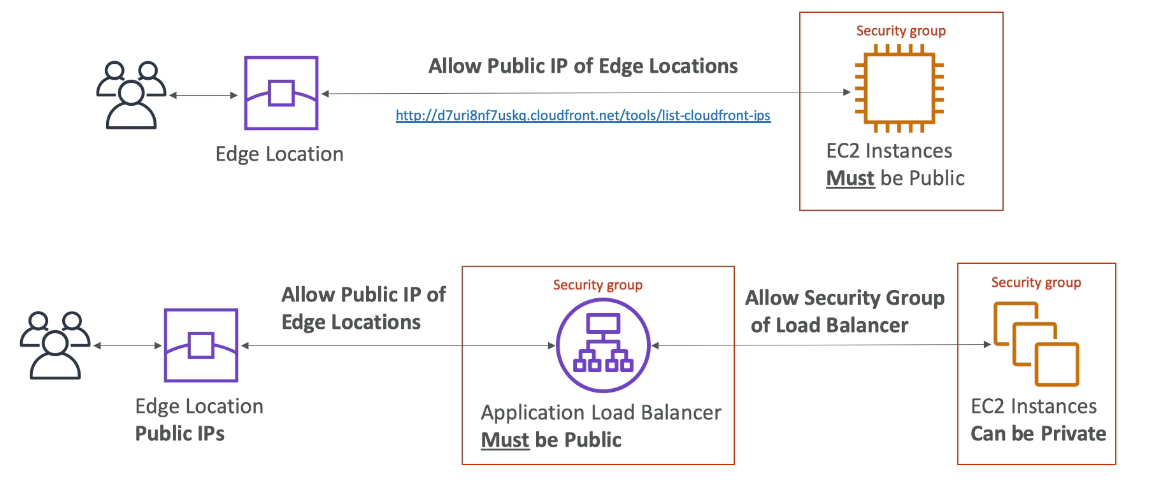 Security group
Allow Public IP of Edge Locations
http://d7uri8nf7uskq.cloudfront.net/tools/list-cloudfront-ips
Edge Location
EC2 Instances
Must be Public
Security group
Security group
Allow Public IP of
Edge Locations
Allow Security Group
of Load Balancer
Edge Location
Public IPs
Application Load Balancer
Must be Public
EC2 Instances
Can be Private